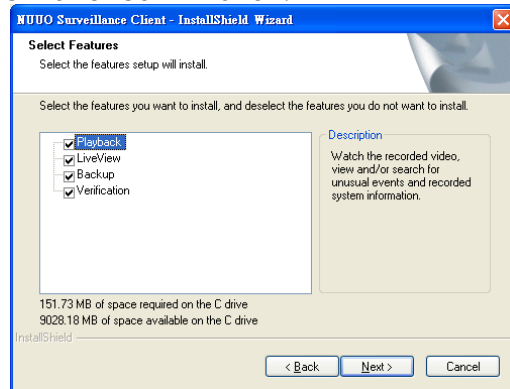 NUUO Surveillance Client - InstallShield Wizard
Select Features
Select the features setup will install.
Select the features you want to install, and deselect the features you do not want to install.
Playback
LiveView
Backup
Verification
Description
Watch the recorded video,
view and/or search for
unusual events and recorded
system information.
151.73 MB of space required on the C drive
9028.18 MB of space available on the C drive
InstallShield
< Back
Next >
Cancel